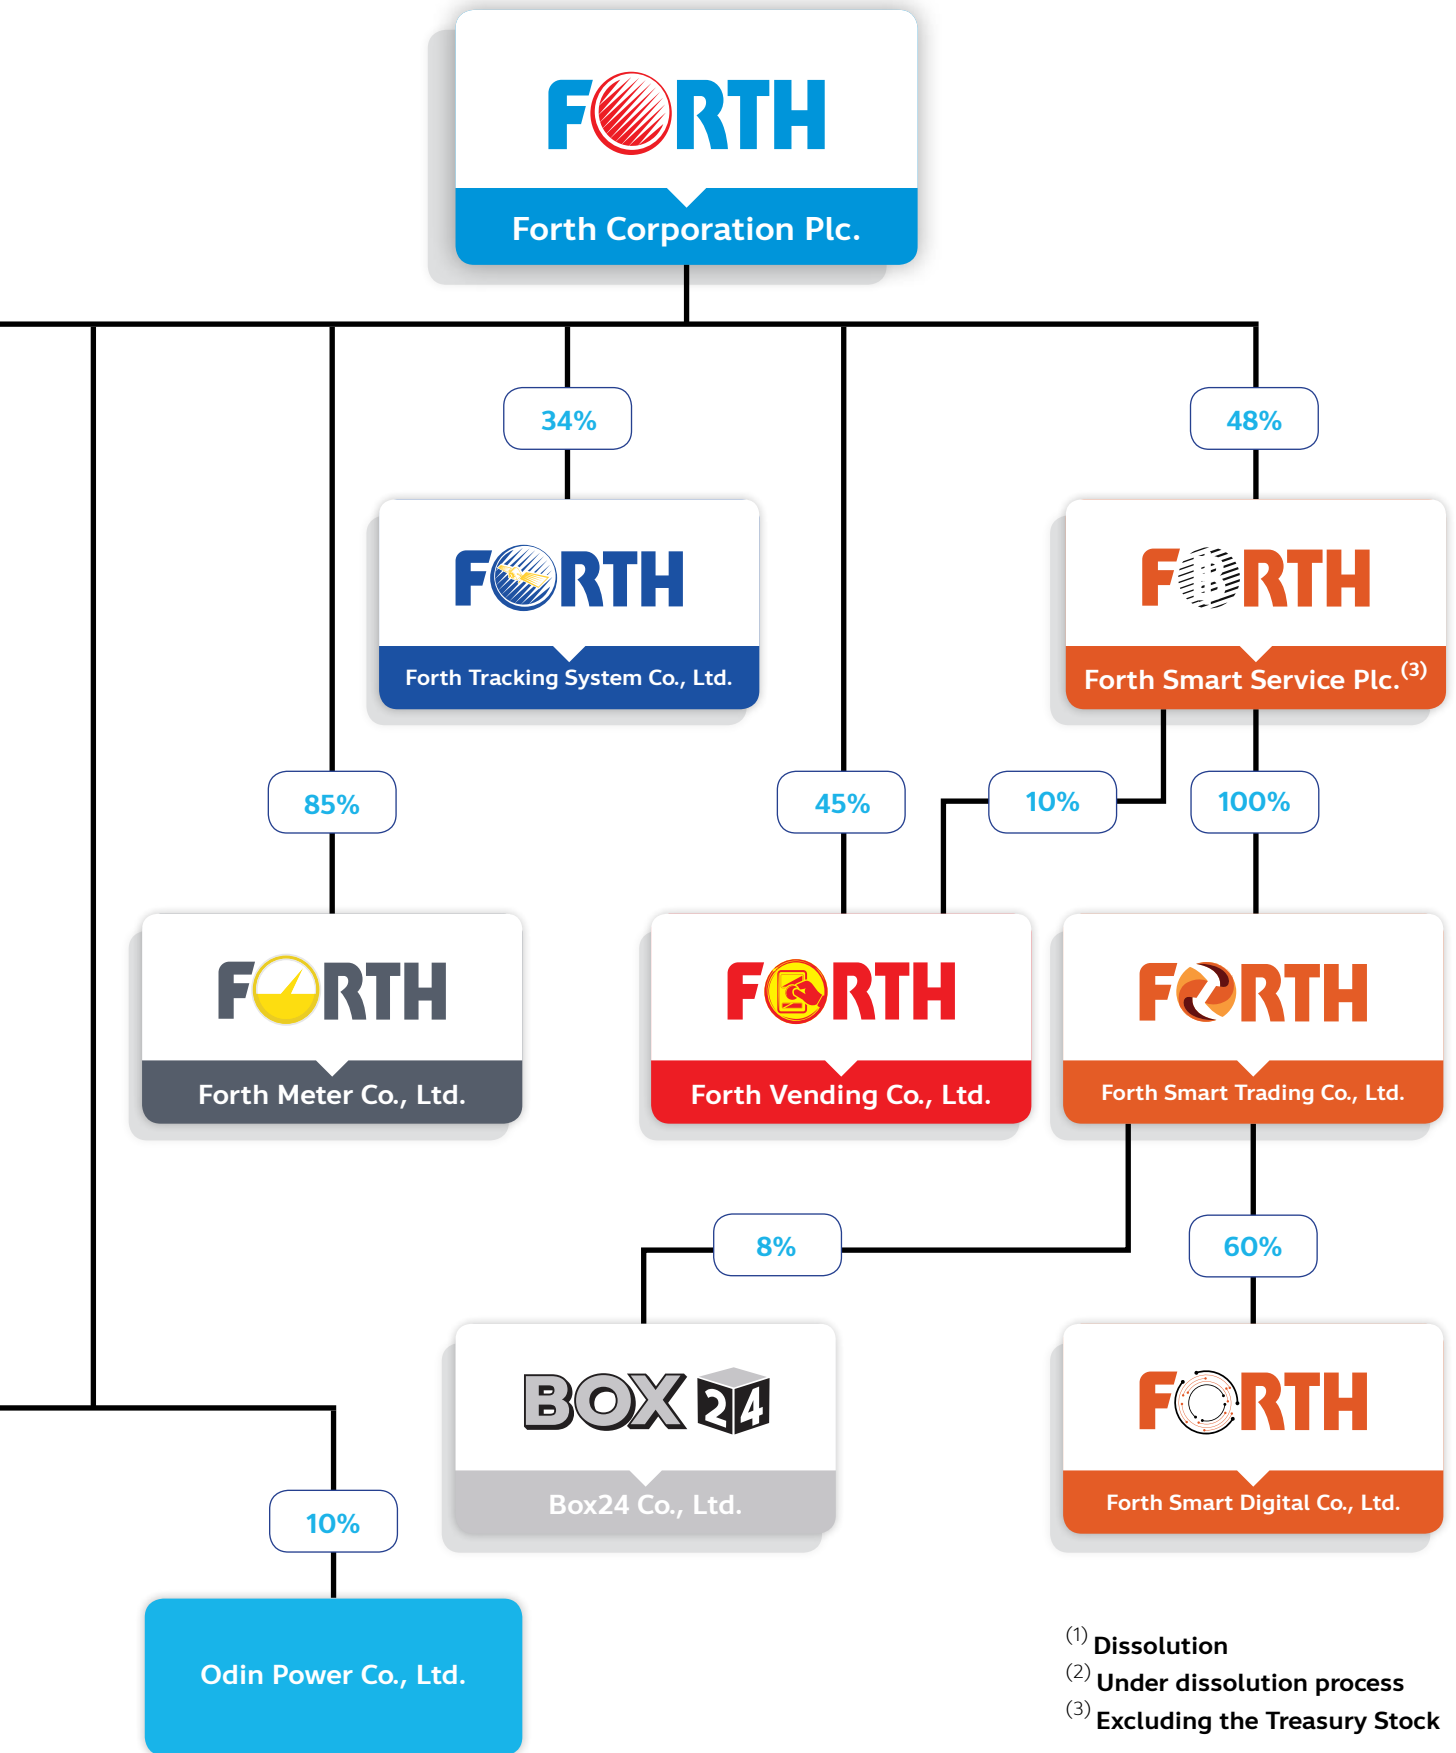 FORTH
Forth Corporation Plc.
34%
48%
FORTH
Forth Tracking System Co., Ltd.
FORTH
Forth Smart Service Plc.(3)
85%
45%
10%
100%
FORTH
Forth Meter Co., Ltd.
FORTH
Forth Vending Co., Ltd.
FORTH
Forth Smart Trading Co., Ltd.
8%
60%
BOX 24
Box24 Co., Ltd.
FORTH
Forth Smart Digital Co., Ltd.
10%
Odin Power Co., Ltd.
(1) Dissolution
(2) Under dissolution process
(3) Excluding the Treasury Stock